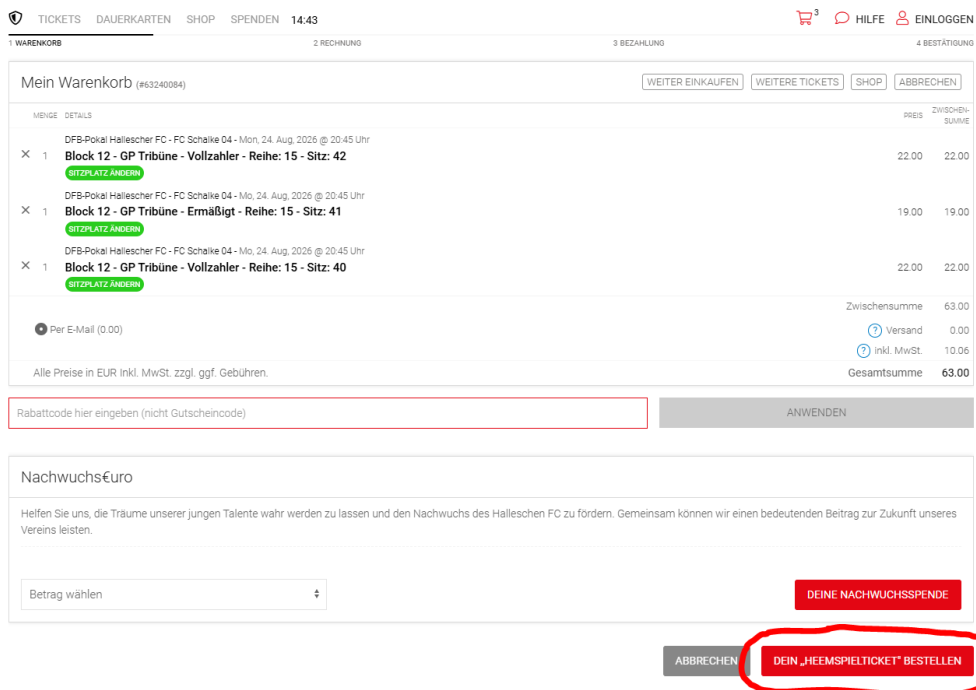 TICKETS DAUERKARTEN SHOP SPENDEN 14:43 3 HILFE EINLOGGEN
1 WARENKORB 2 RECHNUNG 3 BEZAHLUNG 4 BESTÄTIGUNG
Mein Warenkorb (#63240084) WEITER EINKAUFEN WEITERE TICKETS SHOP ABBRECHEN
MENGE DETAILS PREIS ZWISCHEN-
SUMME
DFB-Pokal Hallescher FC - FC Schalke 04 - Mon, 24. Aug, 2026 @ 20:45 Uhr
× 1 Block 12 - GP Tribüne - Vollzahler - Reihe: 15 - Sitz: 42 22.00 22.00
SITZPLATZ ÄNDERN
DFB-Pokal Hallescher FC - FC Schalke 04 - Mo, 24. Aug, 2026 @ 20:45 Uhr
× 1 Block 12 - GP Tribüne - Ermäßigt - Reihe: 15 - Sitz: 41 19.00 19.00
SITZPLATZ ÄNDERN
DFB-Pokal Hallescher FC - FC Schalke 04 - Mo, 24. Aug, 2026 @ 20:45 Uhr
× 1 Block 12 - GP Tribüne - Vollzahler - Reihe: 15 - Sitz: 40 22.00 22.00
SITZPLATZ ÄNDERN
Zwischensumme 63.00
Per E-Mail (0.00) ? Versand 0.00
? inkl. MwSt. 10.06
Alle Preise in EUR Inkl. MwSt. zzgl. ggf. Gebühren. Gesamtsumme 63.00
Rabattcode hier eingeben (nicht Gutscheincode) ANWENDEN
Nachwuchs€uro
Helfen Sie uns, die Träume unserer jungen Talente wahr werden zu lassen und den Nachwuchs des Halleschen FC zu fördern. Gemeinsam können wir einen bedeutenden Beitrag zur Zukunft unseres
Vereins leisten.
Betrag wählen DEINE NACHWUCHSSPENDE
ABBRECHEN DEIN „HEEMSPIELTICKET" BESTELLEN